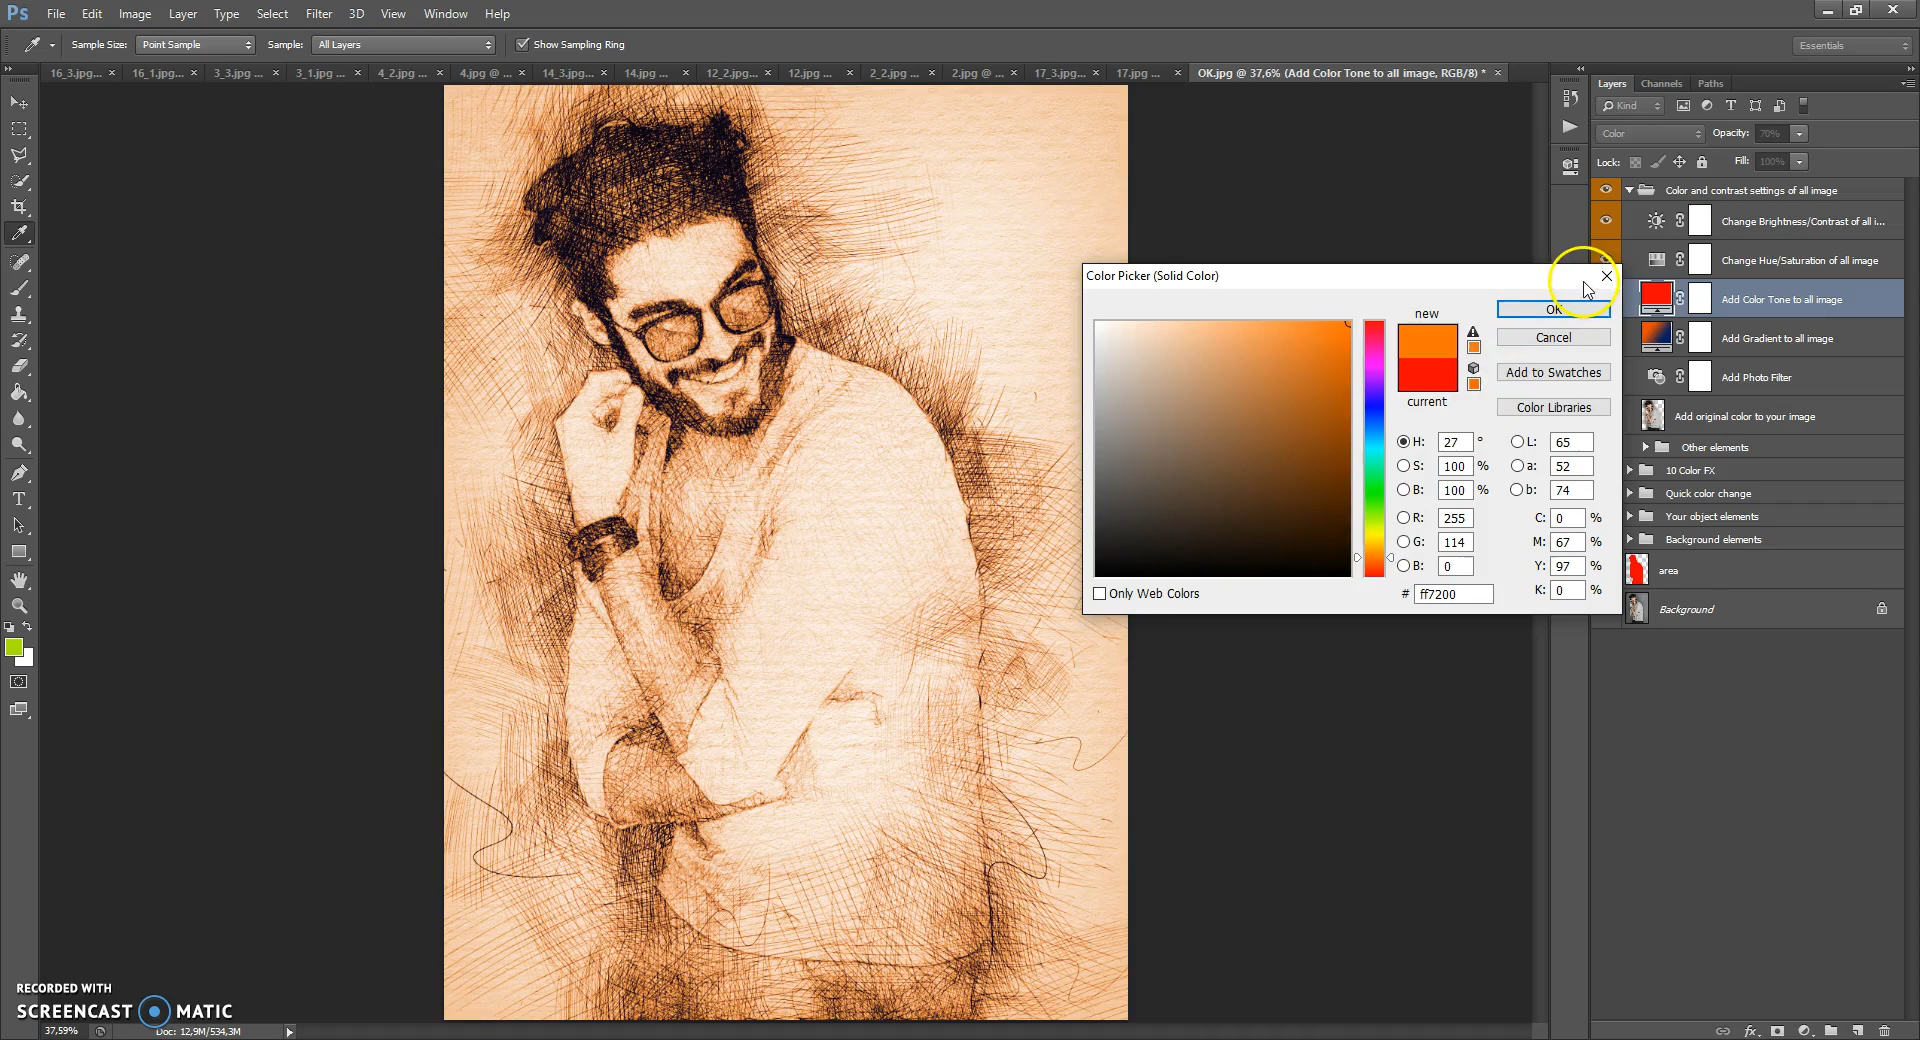 Ps File Edit Image Layer Type Select Filter 3D View Window Help
Sample Size: Point Sample Sample: All Layers Show Sampling Ring Essentials
16_3.jpg... × 16_1.jpg... × 3_3.jpg ... × 3_1.jpg ... × 4_2.jpg ... × 4.jpg @ ... × 14_3.jpg... × 14.jpg ... × 12_2.jpg... × 12.jpg ... × 2_2.jpg ... × 2.jpg @ ... × 17_3.jpg... × 17.jpg ... × OK.jpg @ 37,6% (Add Color Tone to all image, RGB/8) * ×
Layers Channels Paths
Kind
Color Opacity: 70%
Lock: Fill: 100%
Color and contrast settings of all image
Change Brightness/Contrast of all i...
Change Hue/Saturation of all image
Add Color Tone to all image
Add Gradient to all image
Add Photo Filter
Add original color to your image
Other elements
10 Color FX
Quick color change
Your object elements
Background elements
area
Background
Color Picker (Solid Color)
new
current
OK
Cancel
Add to Swatches
Color Libraries
H: 27 ° L: 65
S: 100 % a: 52
B: 100 % b: 74
R: 255 C: 0 %
G: 114 M: 67 %
B: 0 Y: 97 %
# ff7200 K: 0 %
Only Web Colors
RECORDED WITH
SCREENCAST MATIC
37,59% Doc: 12,9M/534,3M